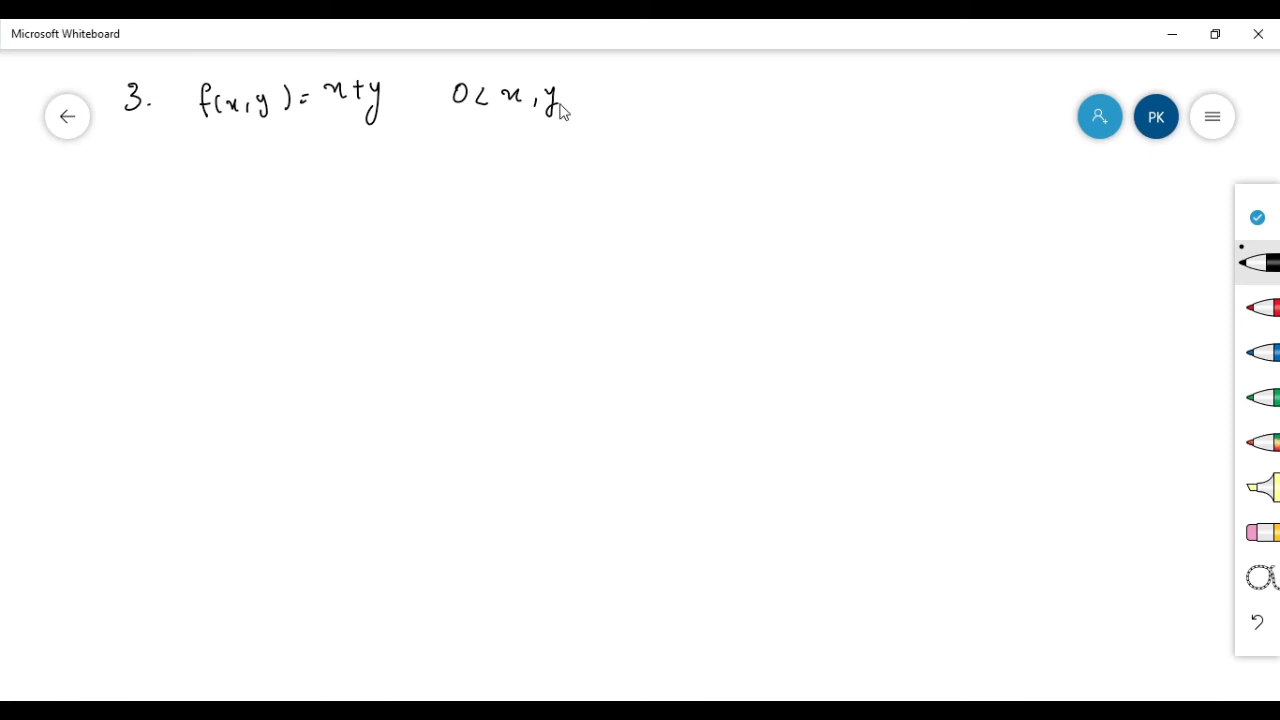 Microsoft Whiteboard
3. f(x,y)= x+y 0< x,y
PK